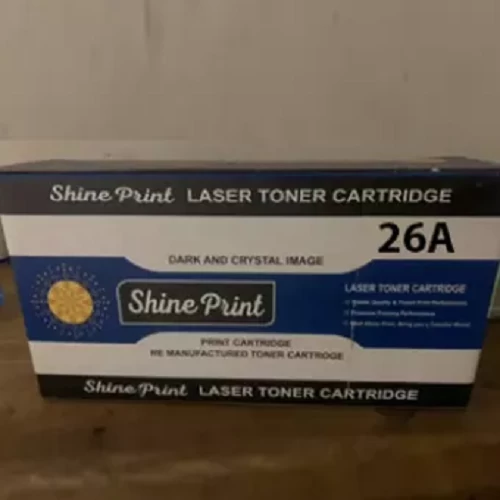 Shine Print LASER TONER CARTRIDGE
26A
DARK AND CRYSTAL IMAGE
LASER TONER CARTRIDGE
Shine Print
PRINT CARTRIDGE
RE MANUFACTURED TONER CARTROGE
Shine Print LASER TONER CARTRIDGE